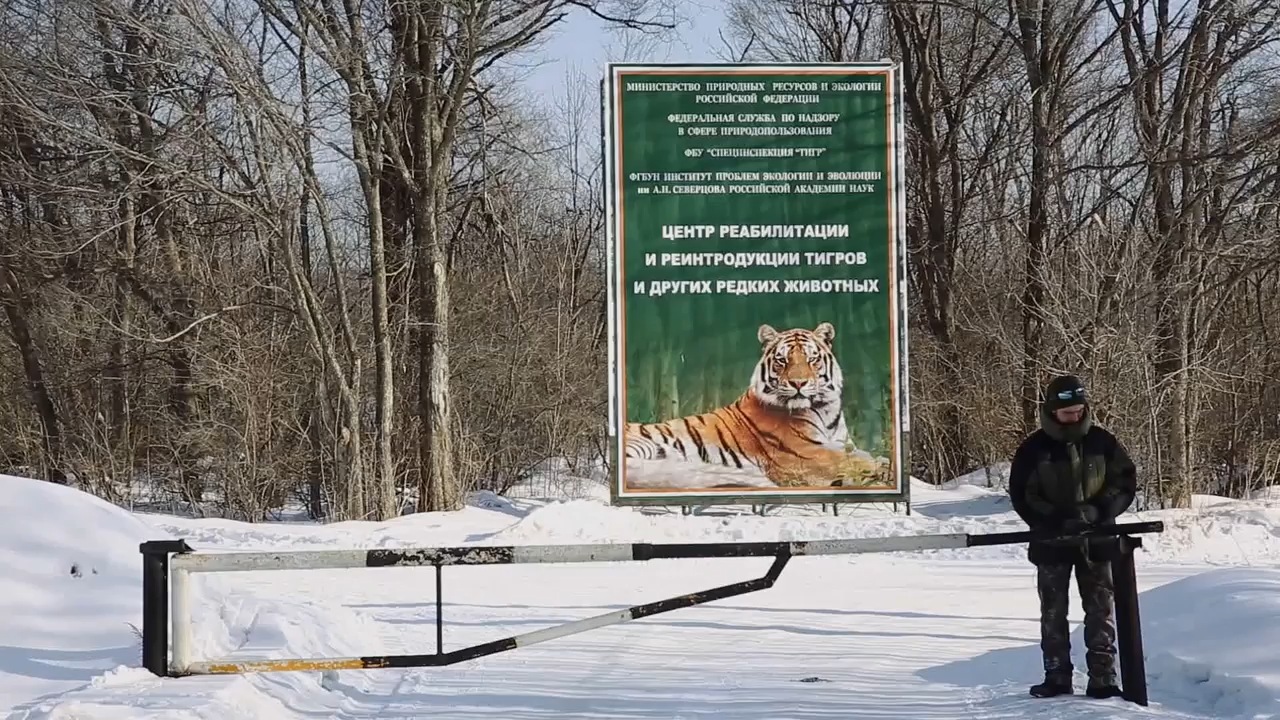 МИНИСТЕРСТВО ПРИРОДНЫХ РЕСУРСОВ И ЭКОЛОГИИ
РОССИЙСКОЙ ФЕДЕРАЦИИ
ФЕДЕРАЛЬНАЯ СЛУЖБА ПО НАДЗОРУ
В СФЕРЕ ПРИРОДОПОЛЬЗОВАНИЯ
ФБУ "СПЕЦИНСПЕКЦИЯ "ТИГР"
ФГБУН ИНСТИТУТ ПРОБЛЕМ ЭКОЛОГИИ И ЭВОЛЮЦИИ
им А.Н. СЕВЕРЦОВА РОССИЙСКОЙ АКАДЕМИИ НАУК
ЦЕНТР РЕАБИЛИТАЦИИ
И РЕИНТРОДУКЦИИ ТИГРОВ
И ДРУГИХ РЕДКИХ ЖИВОТНЫХ